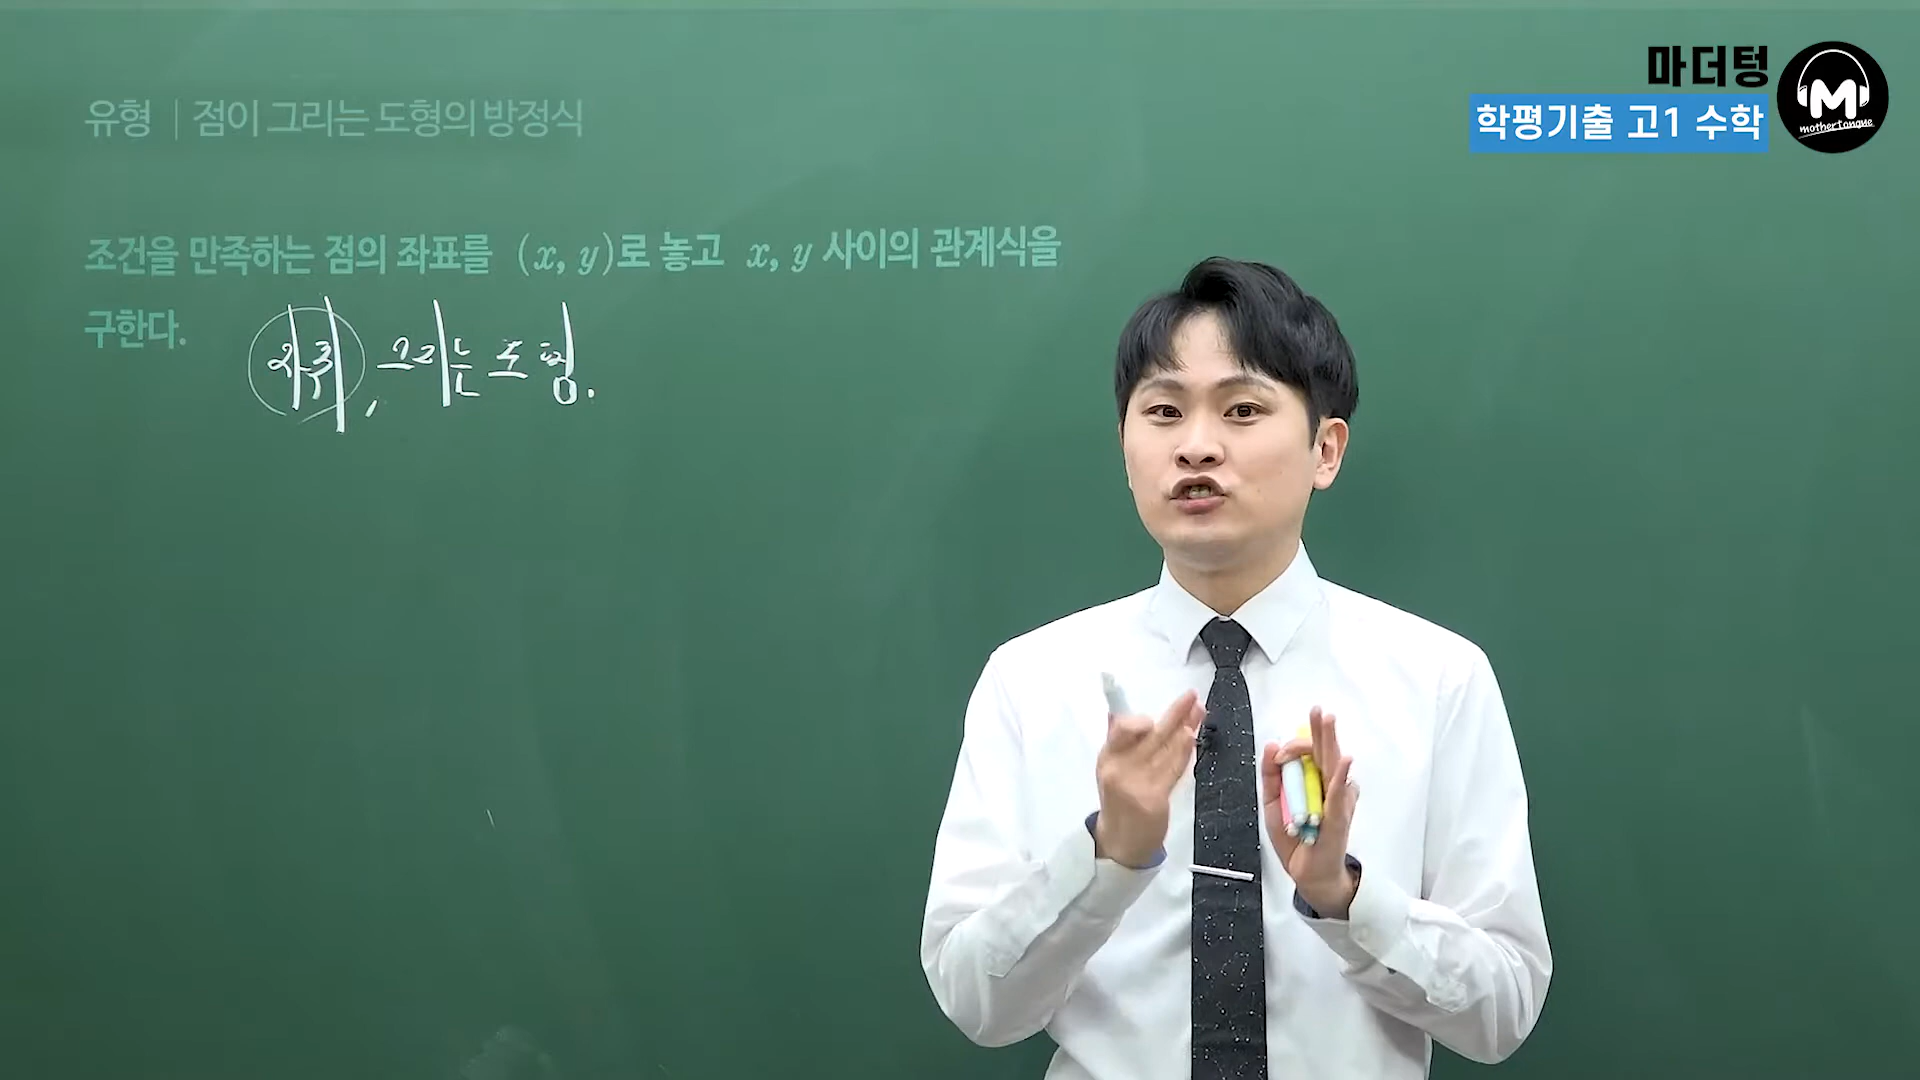 마더텅
학평기출 고1 수학
M
mothertongue
유형 | 점이 그리는 도형의 방정식
조건을 만족하는 점의 좌표를 (x, y)로 놓고 x, y 사이의 관계식을
구한다.
자취, 그리는 도형.